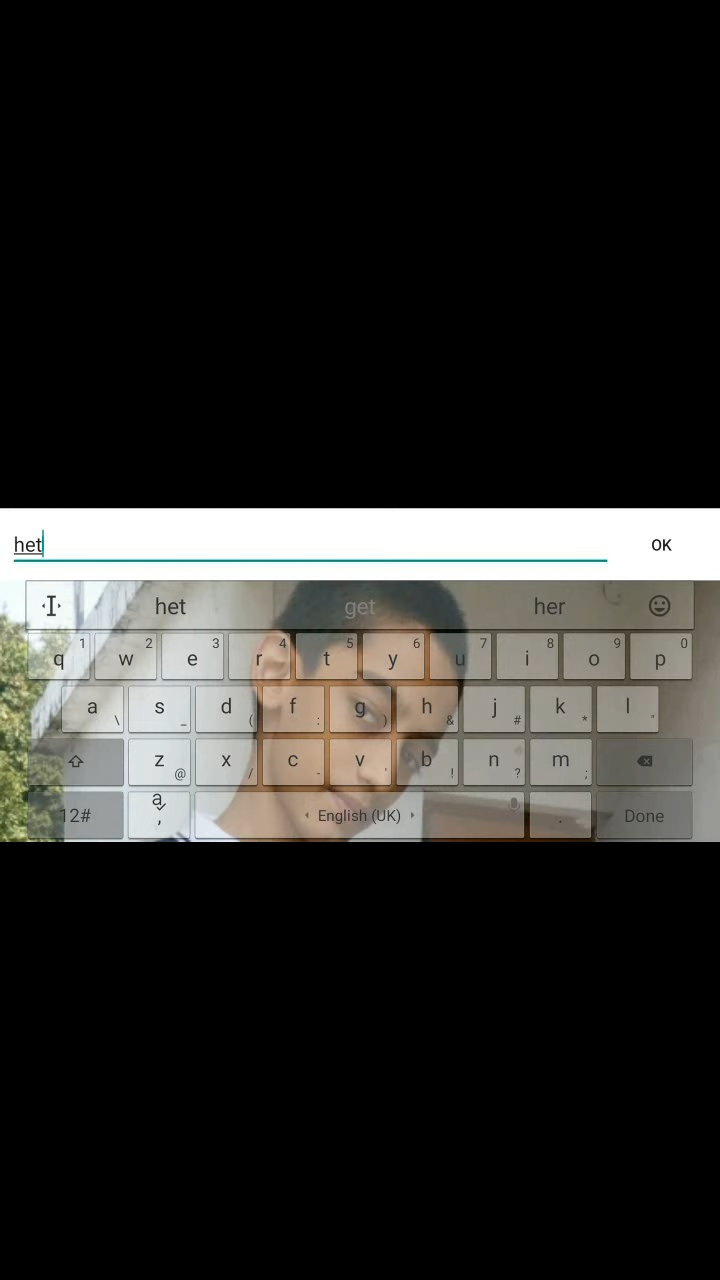 het
OK
het get her
1 2 3 4 5 6 7 8 9 0
q w e r t y u i o p
a s d f g h j k l
\ _ ( : ) & # * "
z x c v b n m
@ / - ' ! ? ;
12# a , English (UK) . Done